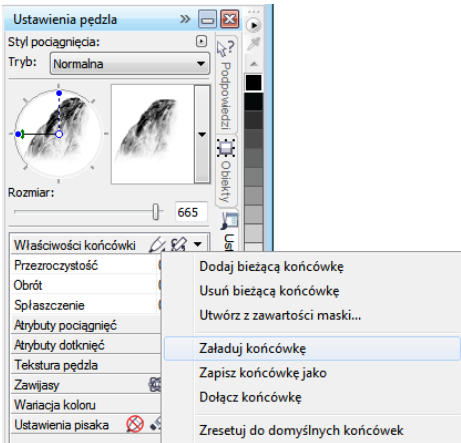 Ustawienia pędzla
Styl pociągnięcia:
Tryb: Normalna
Podpowiedzi
Obiekty
Rozmiar:
665
Właściwości końcówki
Przezroczystość
Obrót
Spłaszczenie
Atrybuty pociągnięć
Atrybuty dotknięć
Tekstura pędzla
Zawijasy
Wariacja koloru
Ustawienia pisaka
Dodaj bieżącą końcówkę
Usuń bieżącą końcówkę
Utwórz z zawartości maski...
Załaduj końcówkę
Zapisz końcówkę jako
Dołącz końcówkę
Zresetuj do domyślnych końcówek